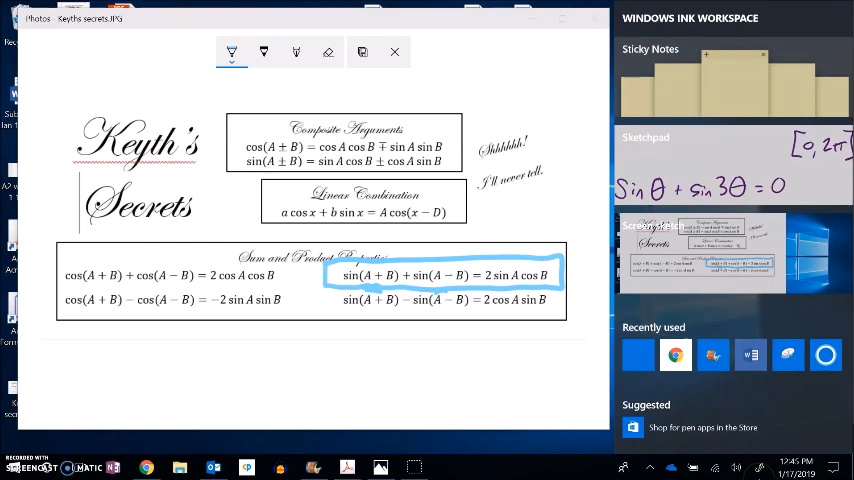 Photos - Keyths secrets.JPG
WINDOWS INK WORKSPACE
Sticky Notes
Keyth's
Secrets
Composite Arguments
cos(A ± B) = cos A cos B ∓ sin A sin B
sin(A ± B) = sin A cos B ± cos A sin B
Shhhhhh!
I'll never tell.
Linear Combination
a cos x + b sin x = A cos(x − D)
Sum and Product Properties
cos(A + B) + cos(A − B) = 2 cos A cos B
sin(A + B) + sin(A − B) = 2 sin A cos B
cos(A + B) − cos(A − B) = −2 sin A sin B
sin(A + B) − sin(A − B) = 2 cos A sin B
Sketchpad
[0, 2π]
sin θ + sin 3θ = 0
Screen sketch
Keyth's
Secrets
Recently used
Suggested
Shop for pen apps in the Store
RECORDED WITH
SCREENCAST MATIC
12:45 PM
1/17/2019